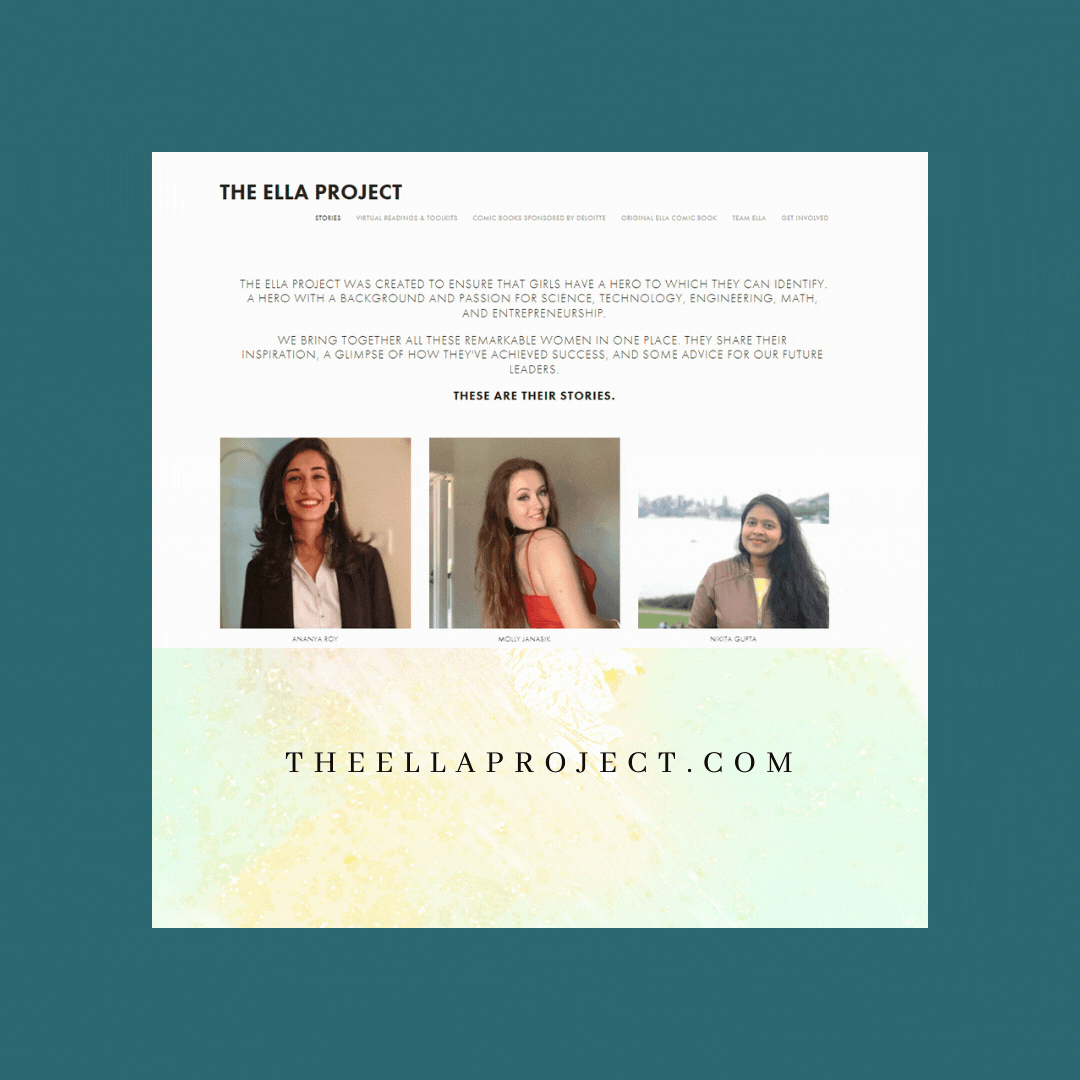 THE ELLA PROJECT
STORIES VIRTUAL READINGS & TOOLKITS COMIC BOOKS SPONSORED BY DELOITTE ORIGINAL ELLA COMIC BOOK TEAM ELLA GET INVOLVED
THE ELLA PROJECT WAS CREATED TO ENSURE THAT GIRLS HAVE A HERO TO WHICH THEY CAN IDENTIFY.
A HERO WITH A BACKGROUND AND PASSION FOR SCIENCE, TECHNOLOGY, ENGINEERING, MATH,
AND ENTREPRENEURSHIP.
WE BRING TOGETHER ALL THESE REMARKABLE WOMEN IN ONE PLACE. THEY SHARE THEIR
INSPIRATION, A GLIMPSE OF HOW THEY'VE ACHIEVED SUCCESS, AND SOME ADVICE FOR OUR FUTURE
LEADERS.
THESE ARE THEIR STORIES.
ANANYA ROY MOLLY JANASIK NIKITA GUPTA
THEELLAPROJECT.COM